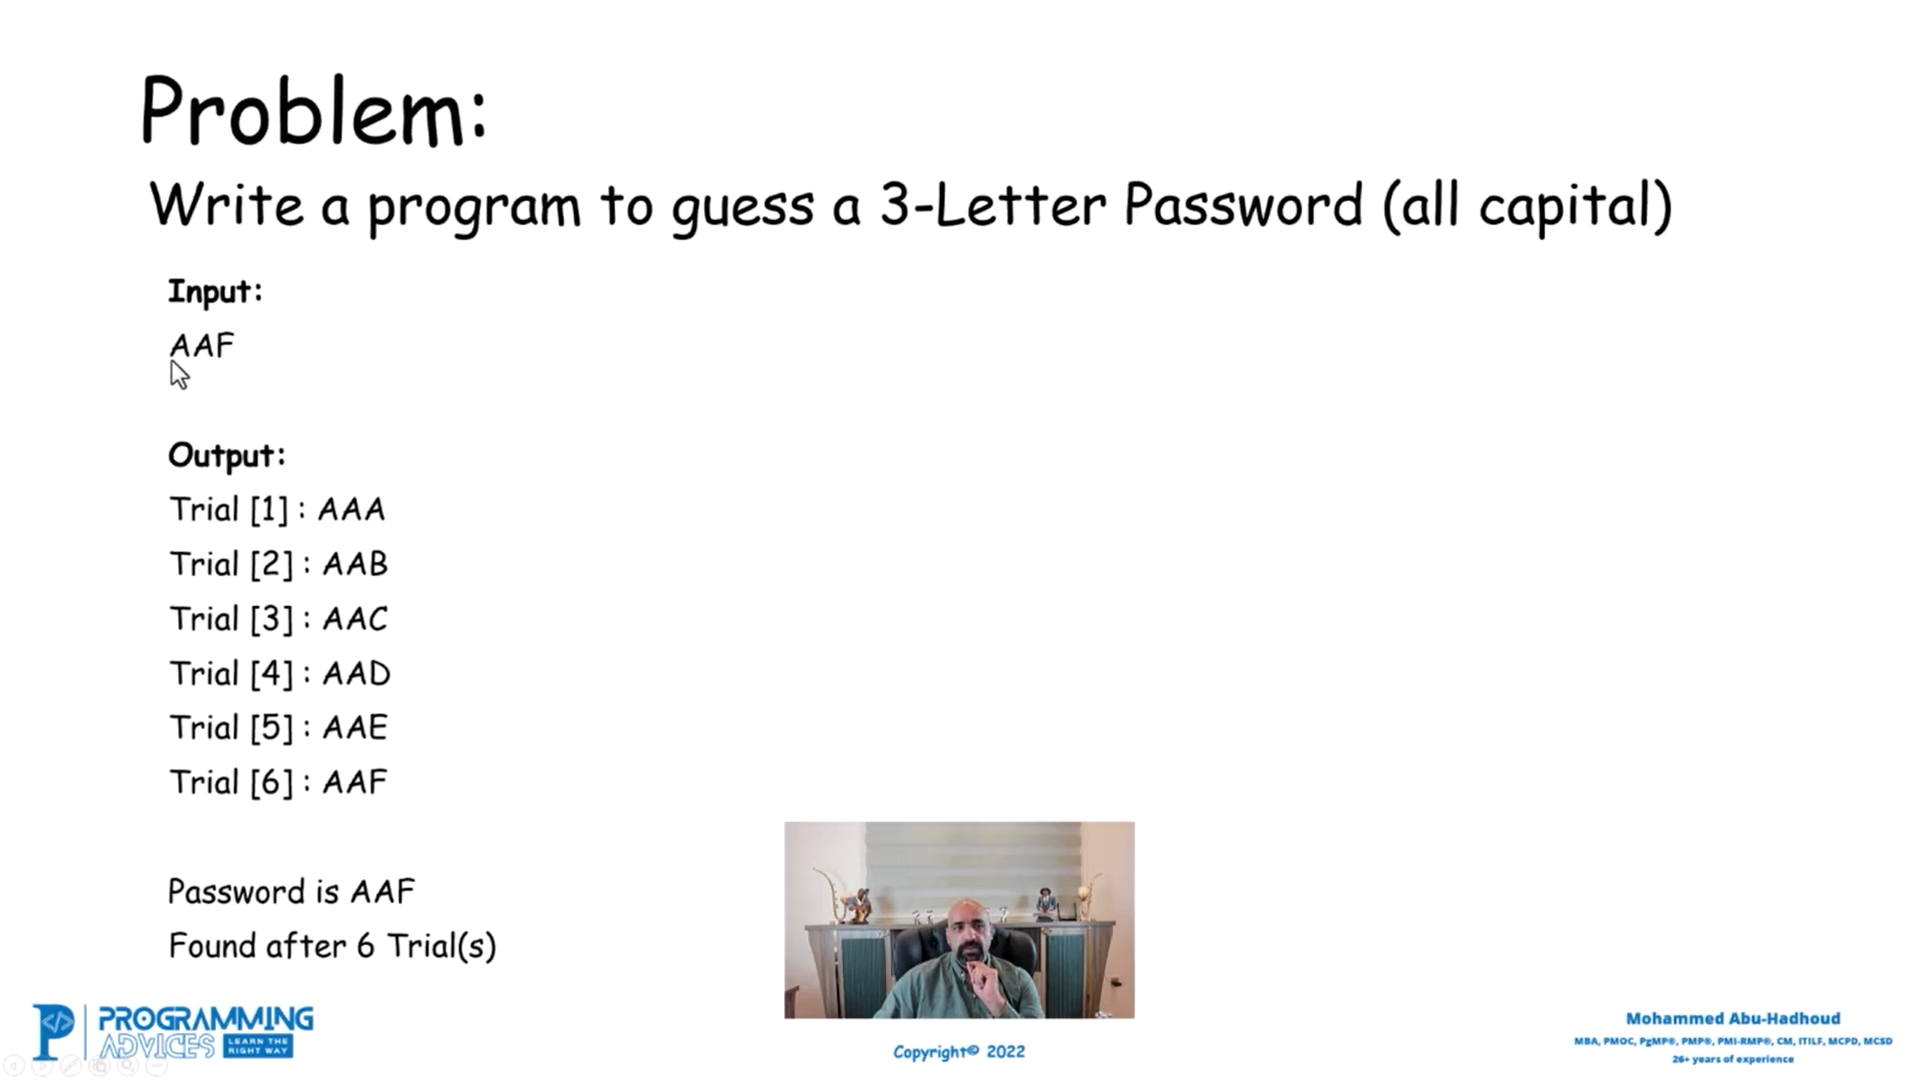 Problem:
Write a program to guess a 3-Letter Password (all capital)
Input:
AAF
Output:
Trial [1] : AAA
Trial [2] : AAB
Trial [3] : AAC
Trial [4] : AAD
Trial [5] : AAE
Trial [6] : AAF
Password is AAF
Found after 6 Trial(s)
PROGRAMMING
ADVICES
LEARN THE
RIGHT WAY
Copyright© 2022
Mohammed Abu-Hadhoud
MBA, PMOC, PgMP®, PMP®, PMI-RMP®, CM, ITILF, MCPD, MCSD
26+ years of experience